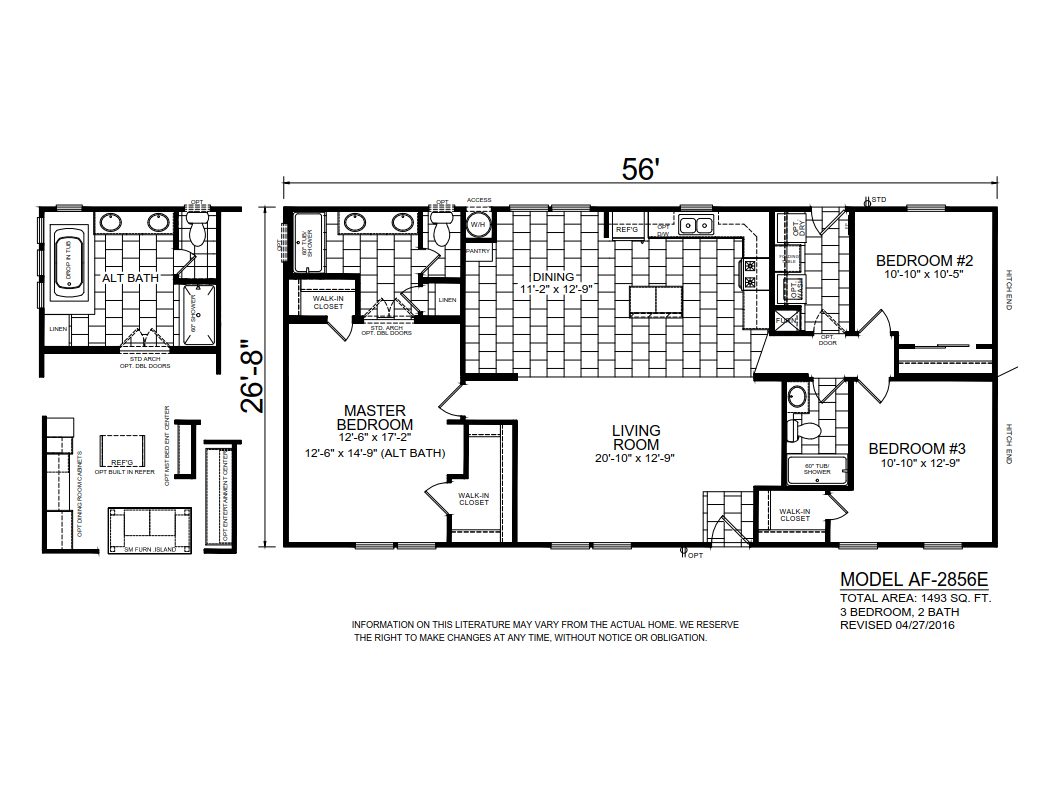 56'
STD
OPT
ACCESS
OPT
OPT
60" TUB/
SHOWER
W/H
PANTRY
REF'G
OPT
D/W
OPT
DRY
FOLDING
TABLE
OPT
WASH
FURN
OPT.
DOOR
BEDROOM #2
10'-10" x 10'-5"
HITCH END
DINING
11'-2" x 12'-9"
WALK-IN
CLOSET
LINEN
STD. ARCH
OPT. DBL DOORS
26'-8"
OPT
DROP IN TUB
ALT BATH
60" SHOWER
LINEN
STD ARCH
OPT. DBL DOORS
MASTER
BEDROOM
12'-6" x 17'-2"
12'-6" x 14'-9" (ALT BATH)
WALK-IN
CLOSET
LIVING
ROOM
20'-10" x 12'-9"
60" TUB/
SHOWER
WALK-IN
CLOSET
BEDROOM #3
10'-10" x 12'-9"
HITCH END
OPT
OPT DINING ROOM CABINETS
REF'G
OPT BUILT IN REFER
OPT MST BED ENT CENTER
OPT ENTERTAINMENT CENTER
SM FURN .ISLAND
MODEL AF-2856E
TOTAL AREA: 1493 SQ. FT.
3 BEDROOM, 2 BATH
REVISED 04/27/2016
INFORMATION ON THIS LITERATURE MAY VARY FROM THE ACTUAL HOME. WE RESERVE
THE RIGHT TO MAKE CHANGES AT ANY TIME, WITHOUT NOTICE OR OBLIGATION.